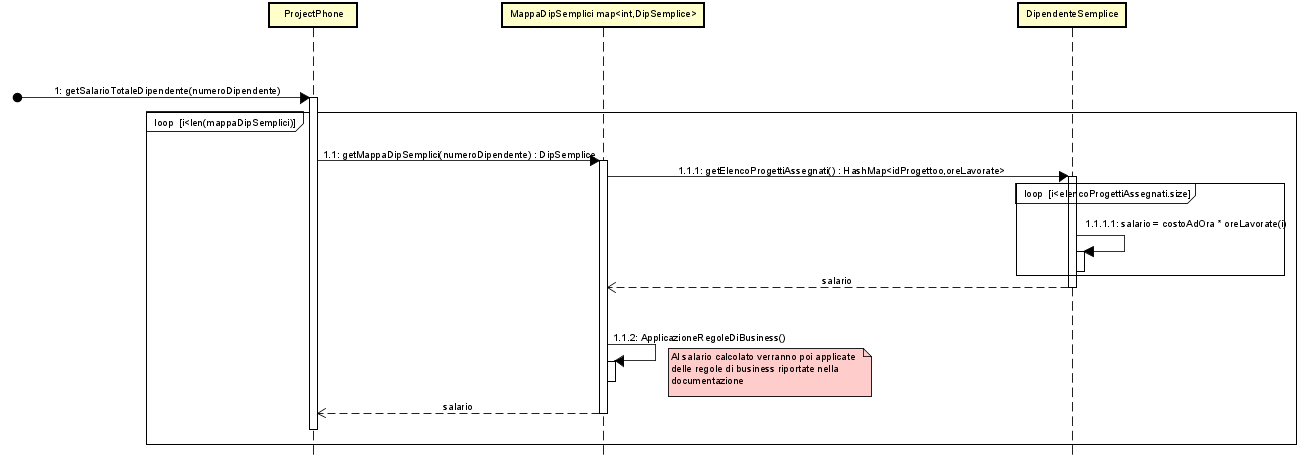 ProjectPhone
MappaDipSemplici map<int,DipSemplice>
DipendenteSemplice
1: getSalarioTotaleDipendente(numeroDipendente)
loop [i<len(mappaDipSemplici)]
1.1: getMappaDipSemplici(numeroDipendente) : DipSemplice
1.1.1: getElencoProgettiAssegnati() : HashMap<idProgettoo,oreLavorate>
loop [i<elencoProgettiAssegnati.size]
1.1.1.1: salario = costoAdOra * oreLavorate(i)
salario
1.1.2: ApplicazioneRegoleDiBusiness()
Al salario calcolato verranno poi applicate
delle regole di business riportate nella
documentazione
salario